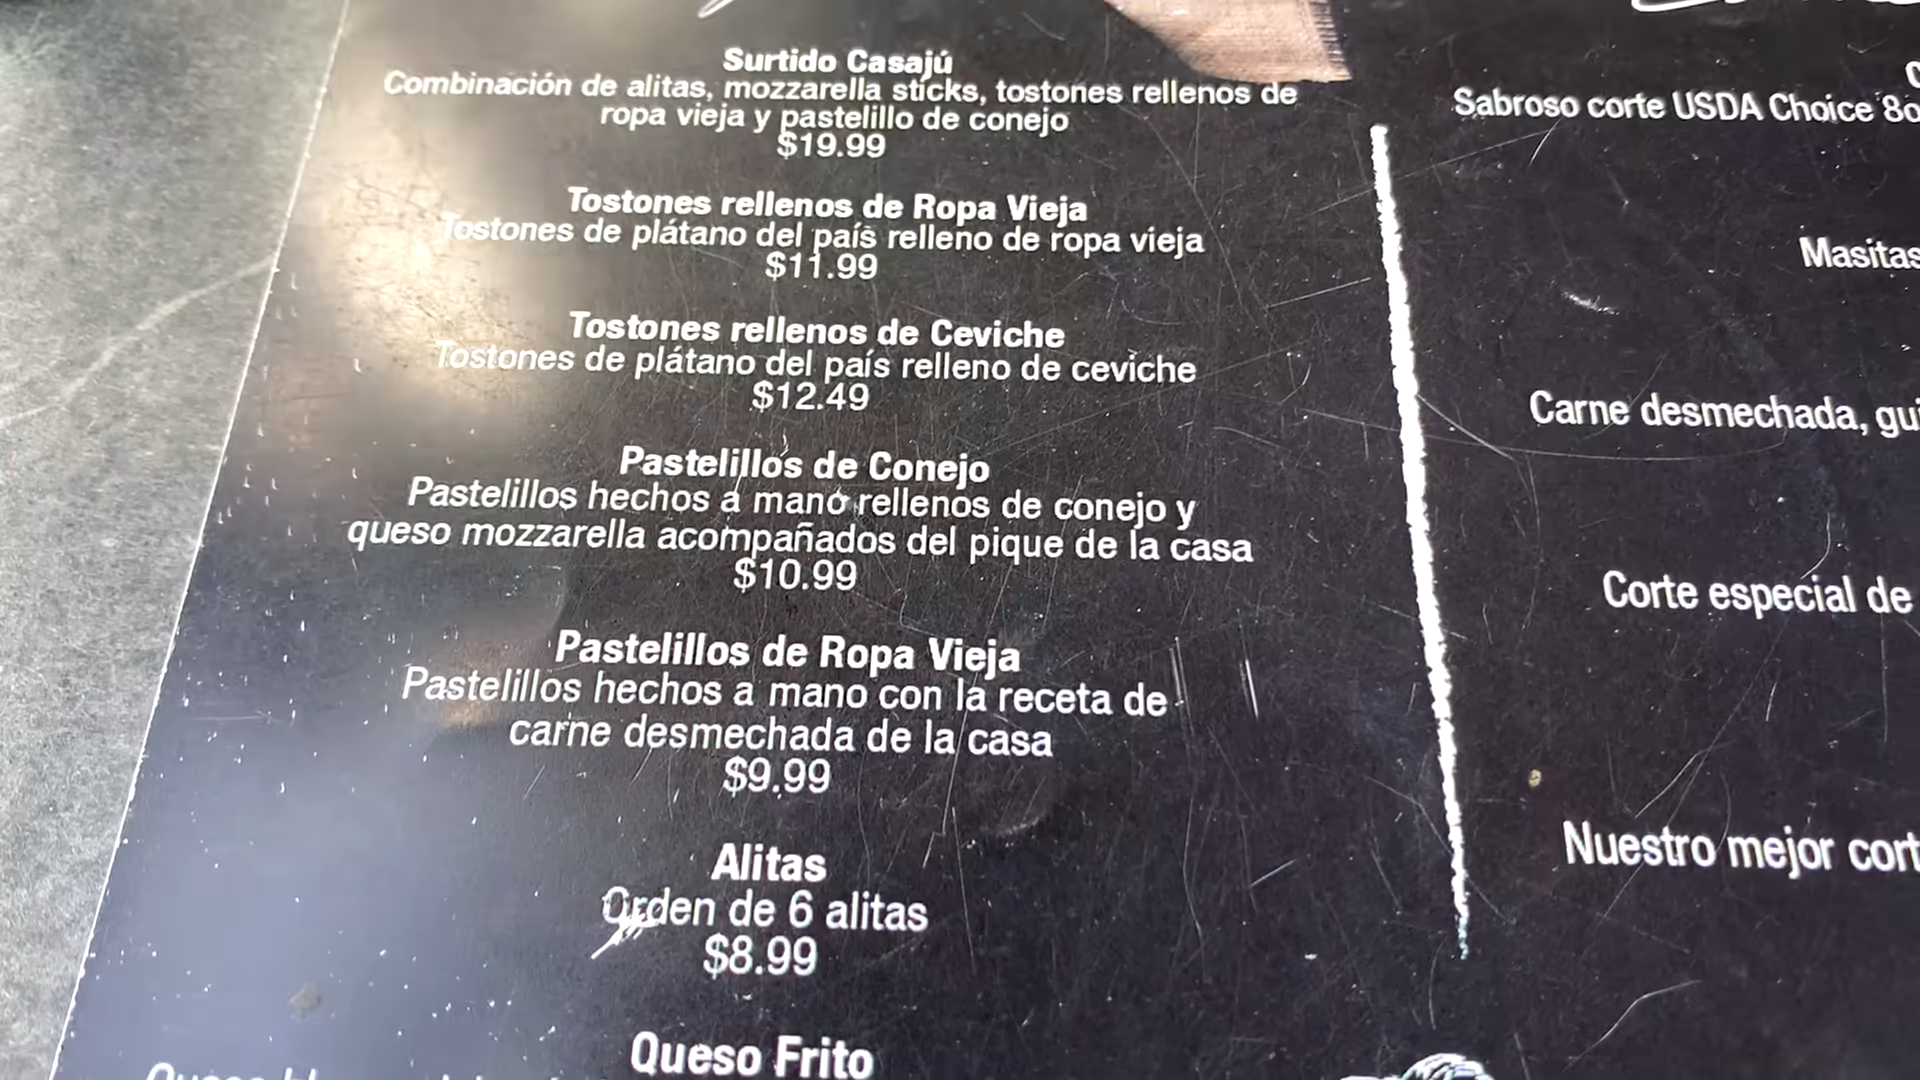 Surtido Casajú
Combinación de alitas, mozzarella sticks, tostones rellenos de
ropa vieja y pastelillo de conejo
$19.99
Tostones rellenos de Ropa Vieja
Tostones de plátano del país relleno de ropa vieja
$11.99
Tostones rellenos de Ceviche
Tostones de plátano del país relleno de ceviche
$12.49
Pastelillos de Conejo
Pastelillos hechos a mano rellenos de conejo y
queso mozzarella acompañados del pique de la casa
$10.99
Pastelillos de Ropa Vieja
Pastelillos hechos a mano con la receta de
carne desmechada de la casa
$9.99
Alitas
Orden de 6 alitas
$8.99
Queso Frito
Sabroso corte USDA Choice 8o
Masitas
Carne desmechada, gui
Corte especial de
Nuestro mejor cort